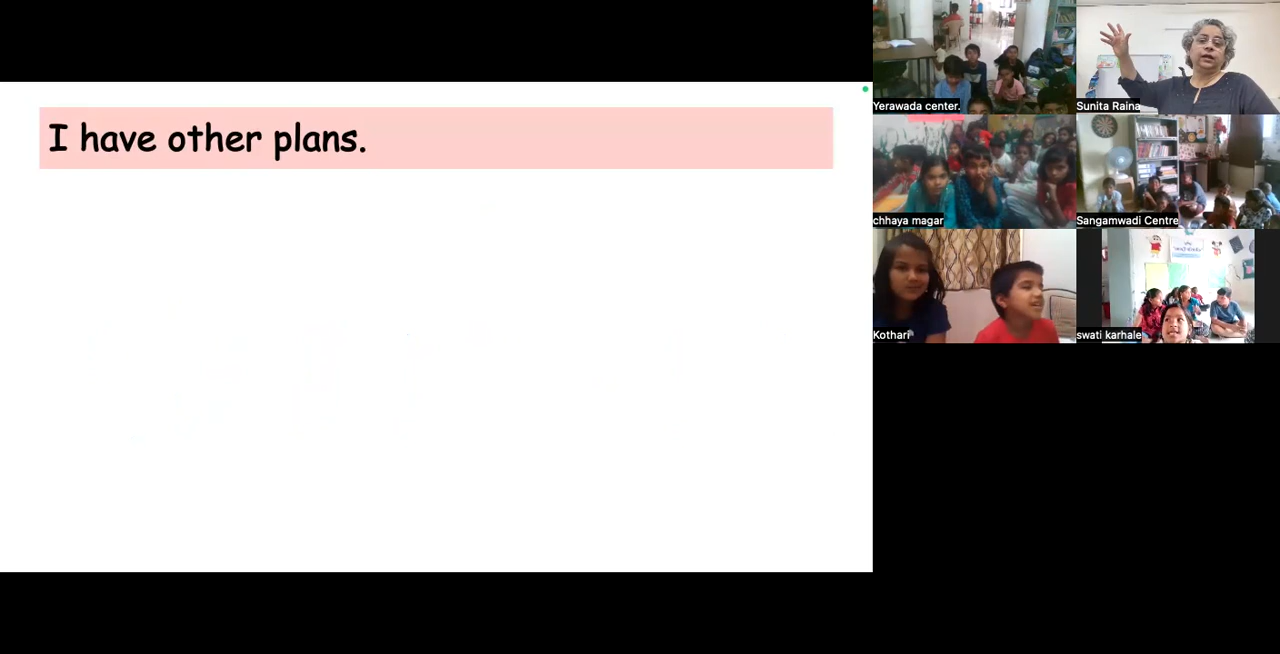 I have other plans.
Yerawada center.
Sunita Raina
chhaya magar
Sangamwadi Centre
Kothari
swati karhale